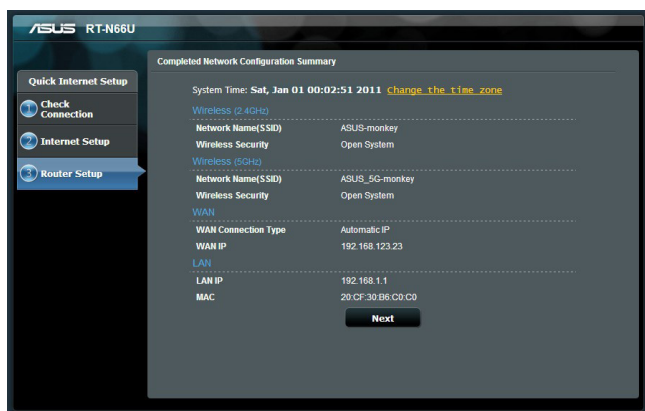 ASUS RT-N66U
Completed Network Configuration Summary
Quick Internet Setup
1 Check Connection
2 Internet Setup
3 Router Setup
System Time: Sat, Jan 01 00:02:51 2011 Change the time zone
Wireless (2.4GHz)
Network Name(SSID) ASUS-monkey
Wireless Security Open System
Wireless (5GHz)
Network Name(SSID) ASUS_5G-monkey
Wireless Security Open System
WAN
WAN Connection Type Automatic IP
WAN IP 192.168.123.23
LAN
LAN IP 192.168.1.1
MAC 20:CF:30:B6:C0:C0
Next